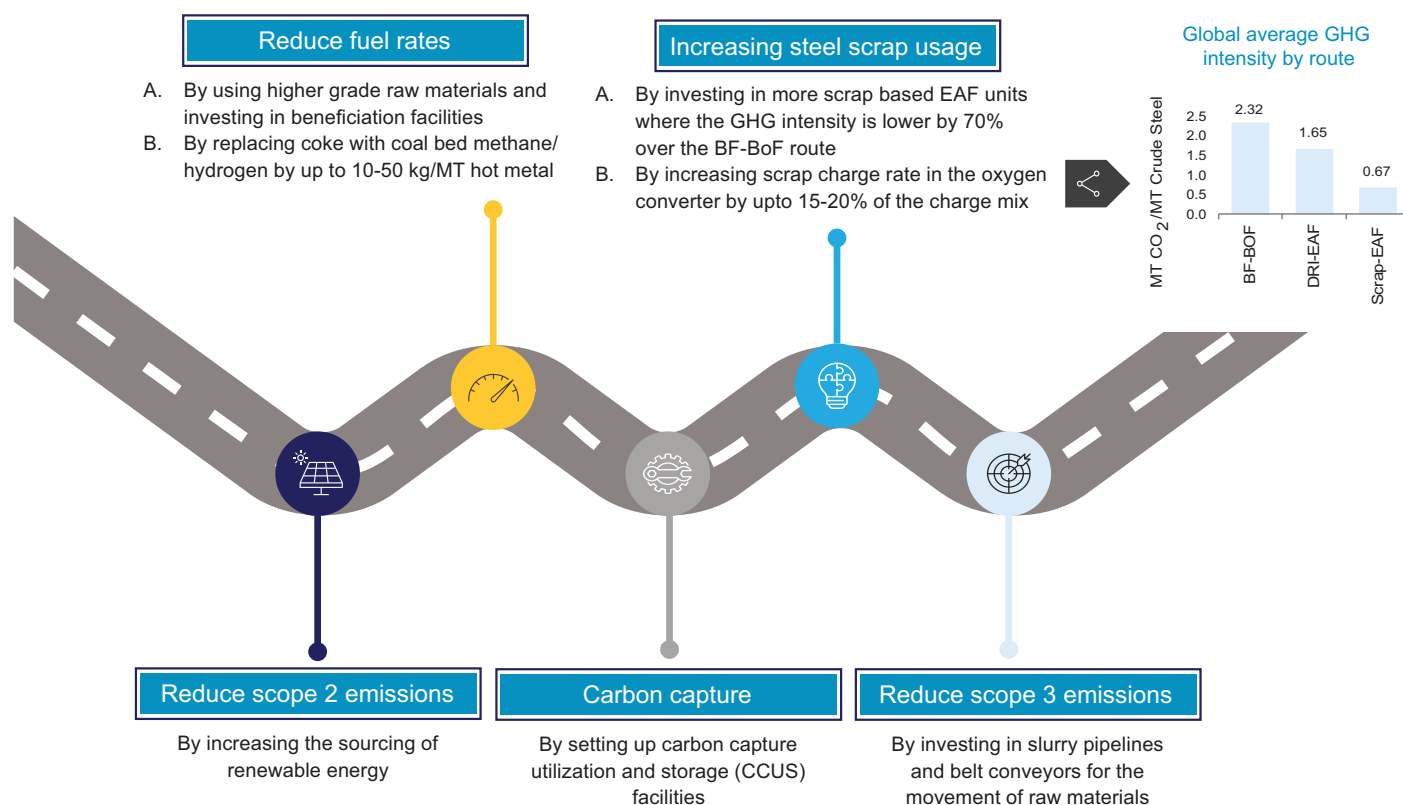 Reduce fuel rates
A. By using higher grade raw materials and
investing in beneficiation facilities
B. By replacing coke with coal bed methane/
hydrogen by up to 10-50 kg/MT hot metal
Increasing steel scrap usage
A. By investing in more scrap based EAF units
where the GHG intensity is lower by 70%
over the BF-BoF route
B. By increasing scrap charge rate in the oxygen
converter by upto 15-20% of the charge mix
Global average GHG
intensity by route
MT CO2/MT Crude Steel
2.5
2.0
1.5
1.0
0.5
0.0
2.32
1.65
0.67
BF-BOF
DRI-EAF
Scrap-EAF
Reduce scope 2 emissions
By increasing the sourcing of
renewable energy
Carbon capture
By setting up carbon capture
utilization and storage (CCUS)
facilities
Reduce scope 3 emissions
By investing in slurry pipelines
and belt conveyors for the
movement of raw materials